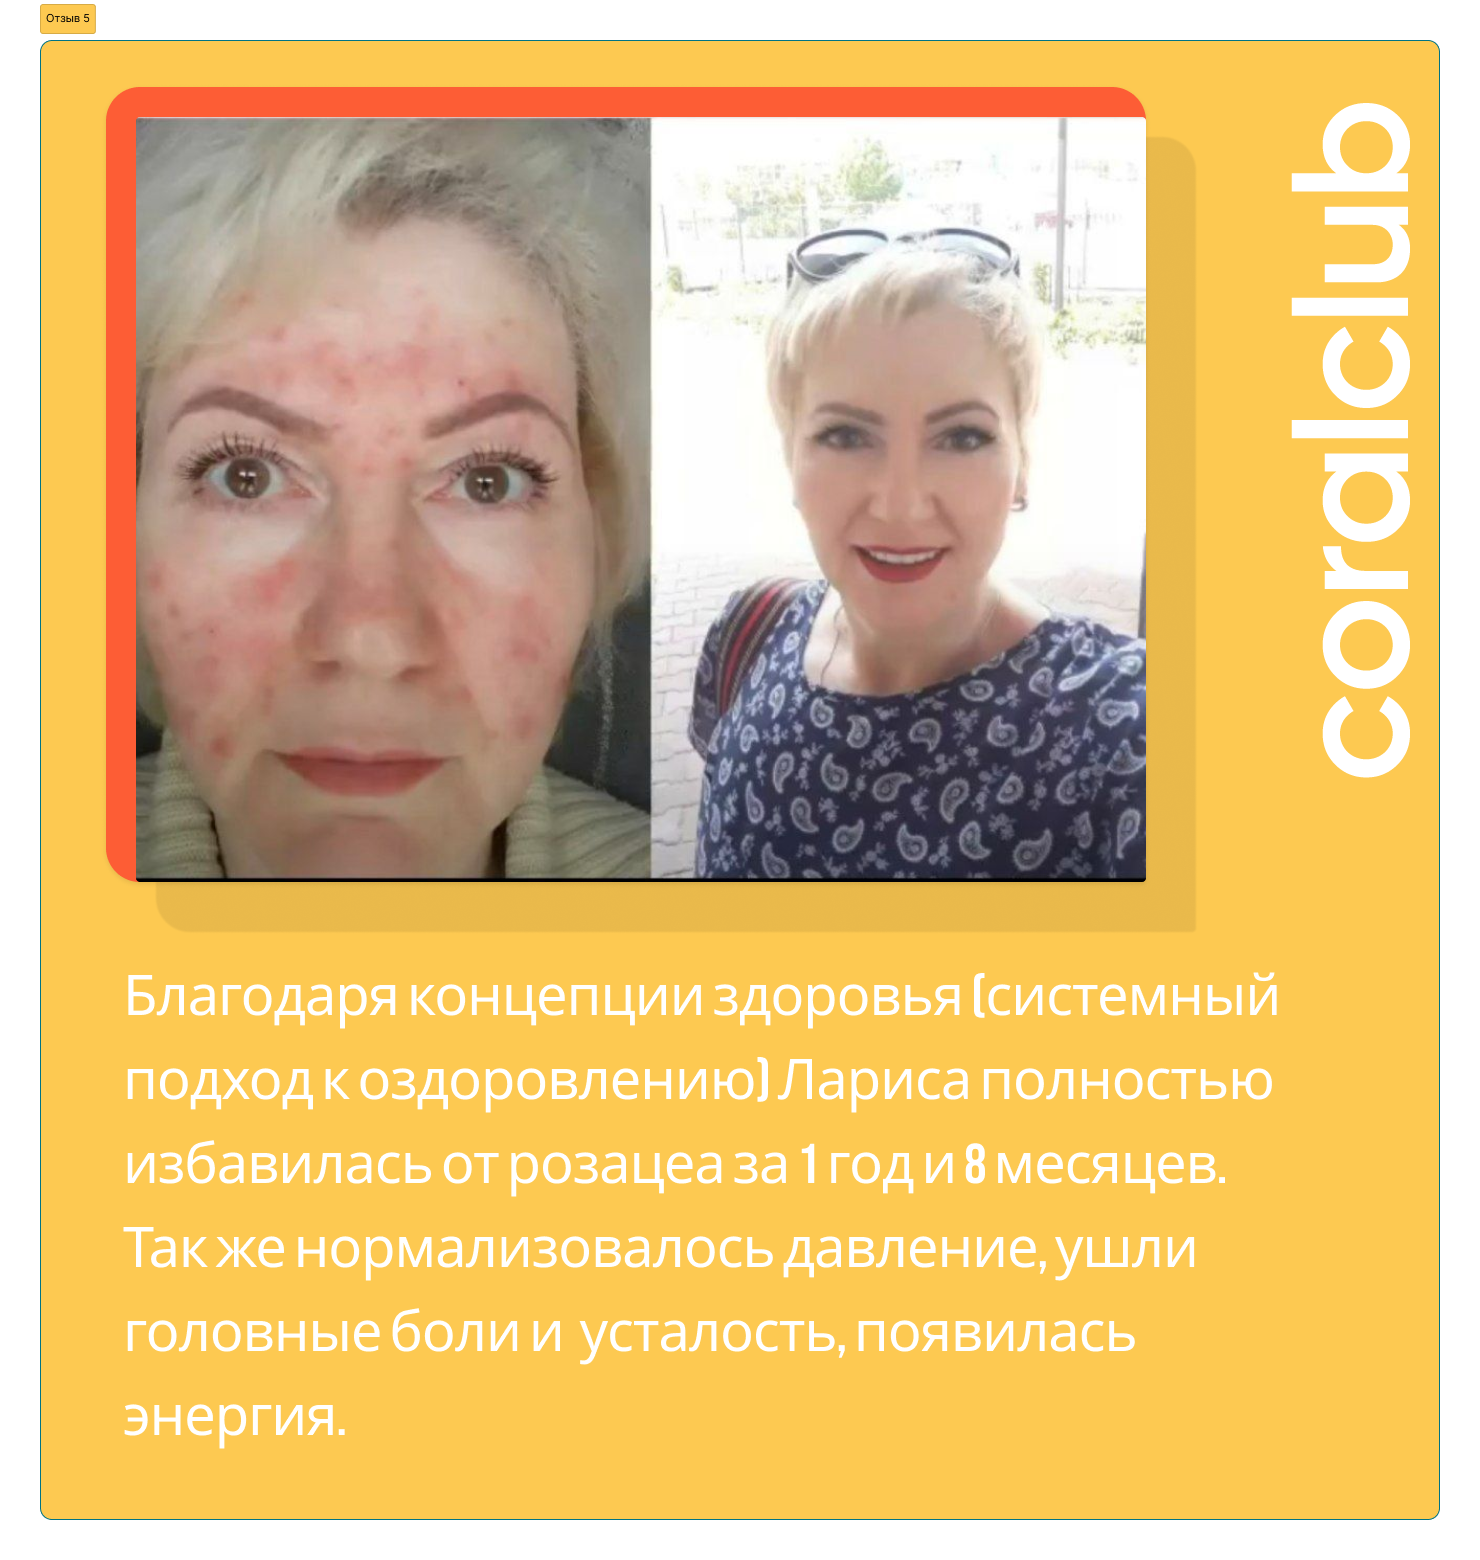 Отзыв 5
coralclub
Благодаря концепции здоровья (системный
подход к оздоровлению) Лариса полностью
избавилась от розацеа за 1 год и 8 месяцев.
Так же нормализовалось давление, ушли
головные боли и усталость, появилась
энергия.